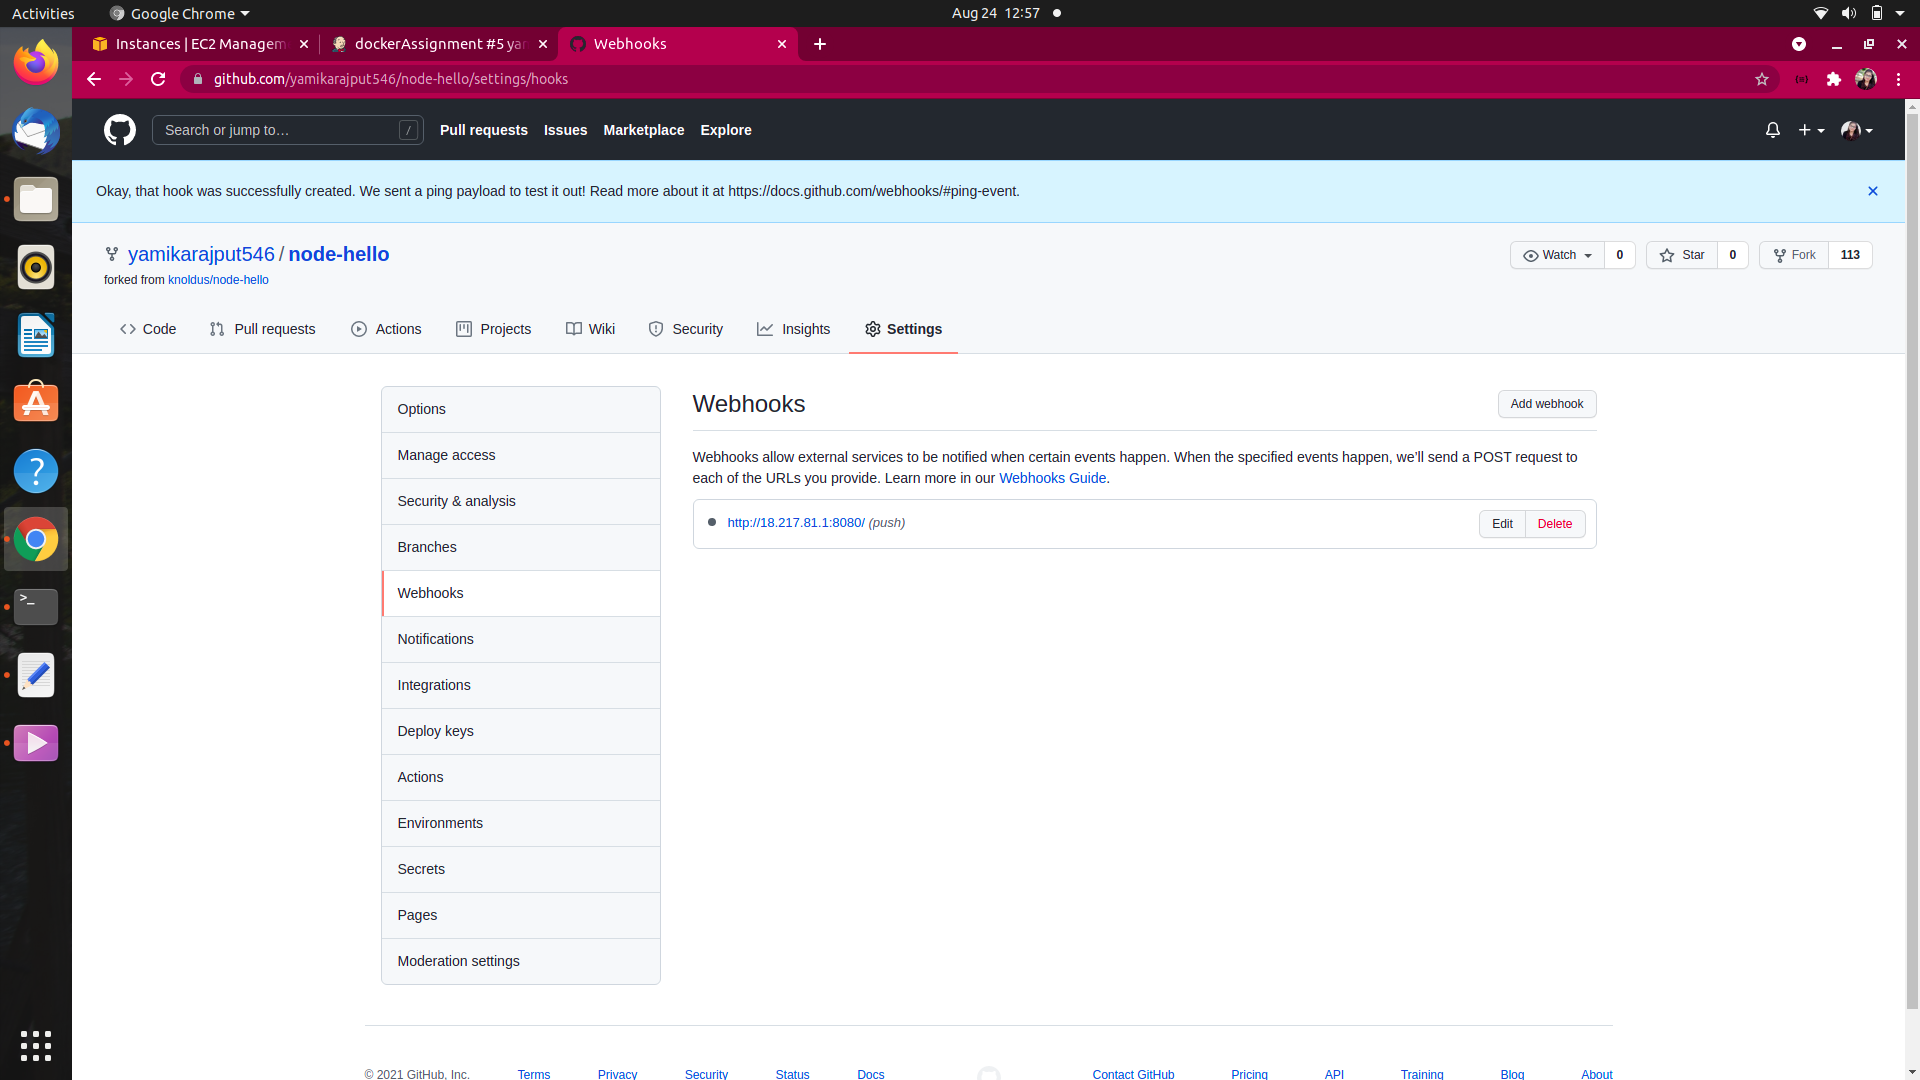 Activities
Google Chrome
Aug 24 12:57
Instances | EC2 Managem
dockerAssignment #5 yam
Webhooks
github.com/yamikarajput546/node-hello/settings/hooks
Search or jump to…
/
Pull requests
Issues
Marketplace
Explore
Okay, that hook was successfully created. We sent a ping payload to test it out! Read more about it at https://docs.github.com/webhooks/#ping-event.
yamikarajput546 / node-hello
forked from knoldus/node-hello
Watch 0
Star 0
Fork 113
Code
Pull requests
Actions
Projects
Wiki
Security
Insights
Settings
Options
Manage access
Security & analysis
Branches
Webhooks
Notifications
Integrations
Deploy keys
Actions
Environments
Secrets
Pages
Moderation settings
Webhooks
Add webhook
Webhooks allow external services to be notified when certain events happen. When the specified events happen, we'll send a POST request to
each of the URLs you provide. Learn more in our Webhooks Guide.
http://18.217.81.1:8080/ (push)
Edit
Delete
© 2021 GitHub, Inc.
Terms
Privacy
Security
Status
Docs
Contact GitHub
Pricing
API
Training
Blog
About